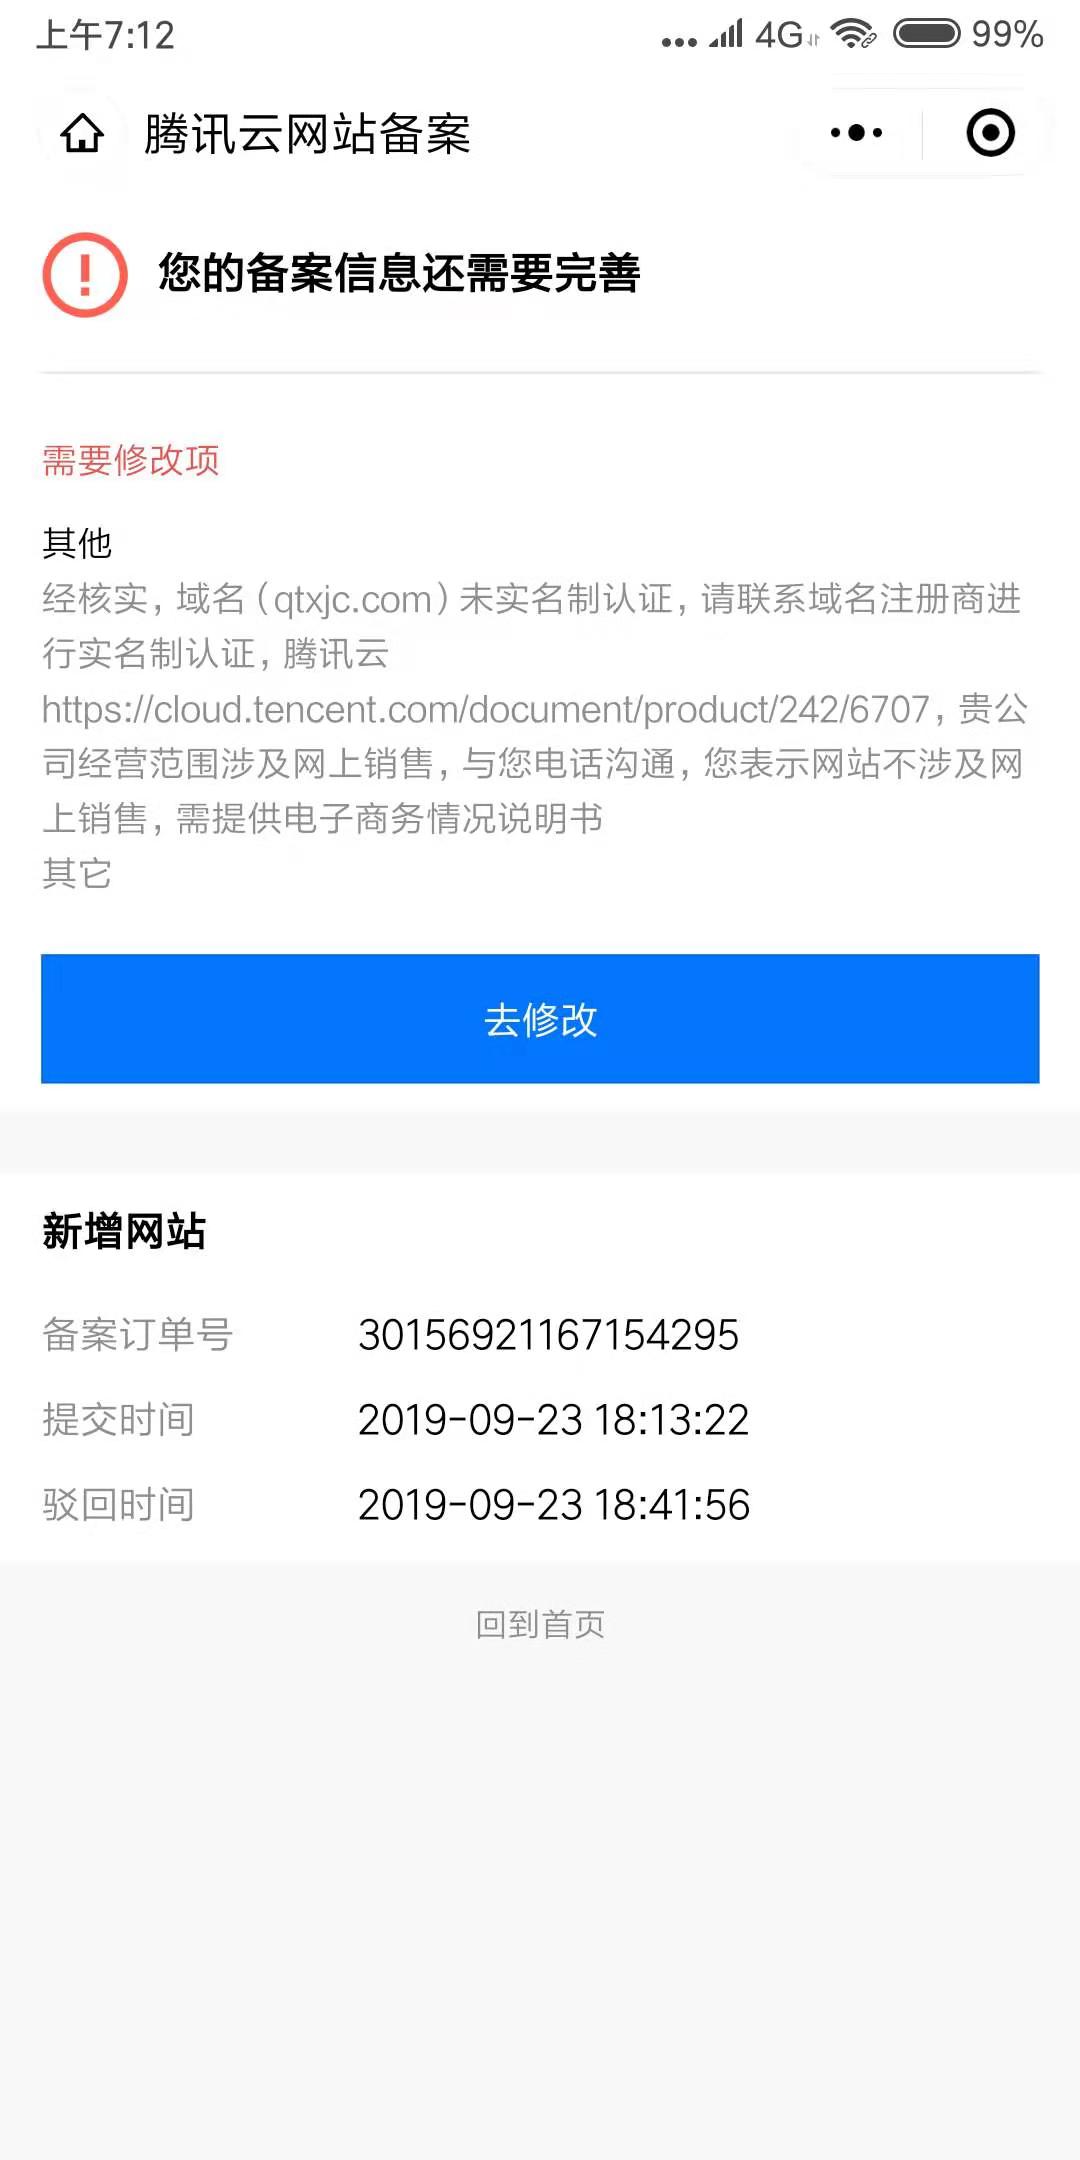 上午7:12 4G 99%
腾讯云网站备案
您的备案信息还需要完善
需要修改项
其他
经核实，域名（qtxjc.com）未实名制认证，请联系域名注册商进
行实名制认证，腾讯云
https://cloud.tencent.com/document/product/242/6707，贵公
司经营范围涉及网上销售，与您电话沟通，您表示网站不涉及网
上销售，需提供电子商务情况说明书
其它
去修改
新增网站
备案订单号 30156921167154295
提交时间 2019-09-23 18:13:22
驳回时间 2019-09-23 18:41:56
回到首页